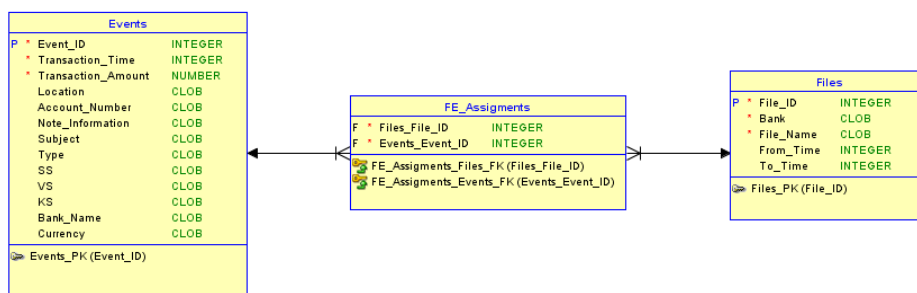 Events
P * Event_ID INTEGER
* Transaction_Time INTEGER
* Transaction_Amount NUMBER
Location CLOB
Account_Number CLOB
Note_Information CLOB
Subject CLOB
Type CLOB
SS CLOB
VS CLOB
KS CLOB
Bank_Name CLOB
Currency CLOB
Events_PK (Event_ID)
FE_Assigments
F * Files_File_ID INTEGER
F * Events_Event_ID INTEGER
FE_Assigments_Files_FK (Files_File_ID)
FE_Assigments_Events_FK (Events_Event_ID)
Files
P * File_ID INTEGER
* Bank CLOB
* File_Name CLOB
From_Time INTEGER
To_Time INTEGER
Files_PK (File_ID)